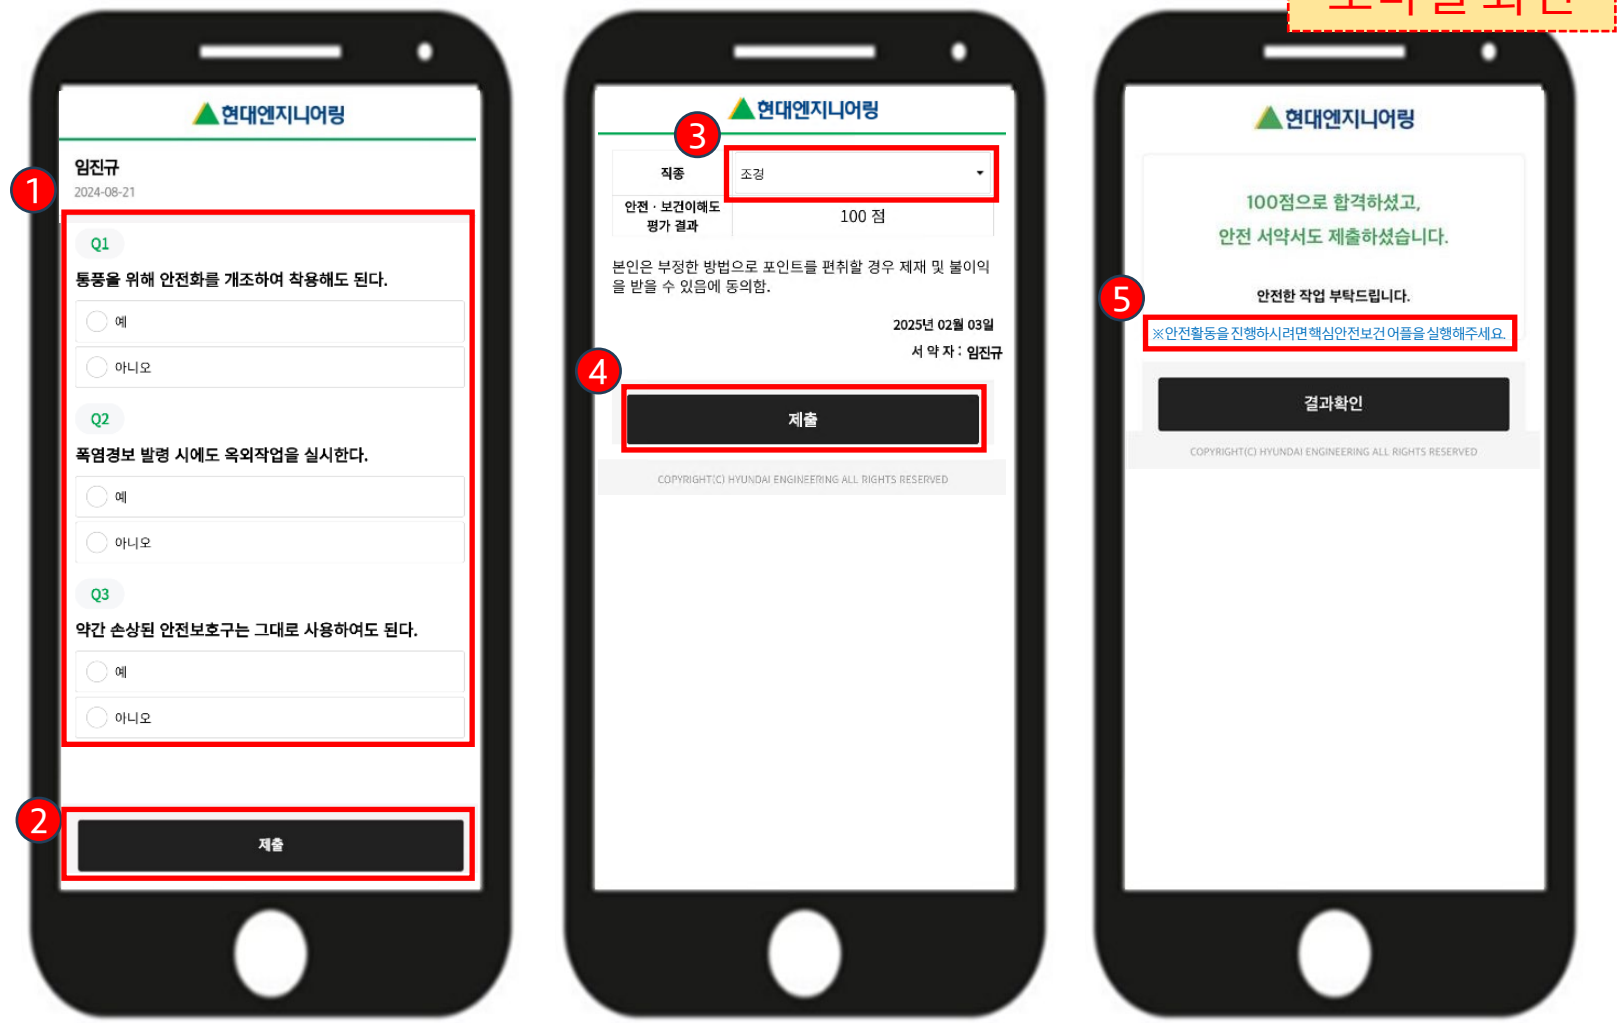 모바일 화면
현대엔지니어링
임진규
2024-08-21
1
Q1
통풍을 위해 안전화를 개조하여 착용해도 된다.
예
아니오
Q2
폭염경보 발령 시에도 옥외작업을 실시한다.
예
아니오
Q3
약간 손상된 안전보호구는 그대로 사용하여도 된다.
예
아니오
2
제출
현대엔지니어링
3
직종
조경
안전 · 보건이해도
평가 결과
100 점
본인은 부정한 방법으로 포인트를 편취할 경우 제재 및 불이익
을 받을 수 있음에 동의함.
2025년 02월 03일
서 약 자 : 임진규
4
제출
COPYRIGHT(C) HYUNDAI ENGINEERING ALL RIGHTS RESERVED
현대엔지니어링
100점으로 합격하셨고,
안전 서약서도 제출하셨습니다.
5
안전한 작업 부탁드립니다.
※안전활동을 진행하시려면 핵심안전보건 어플을 실행해주세요.
결과확인
COPYRIGHT(C) HYUNDAI ENGINEERING ALL RIGHTS RESERVED